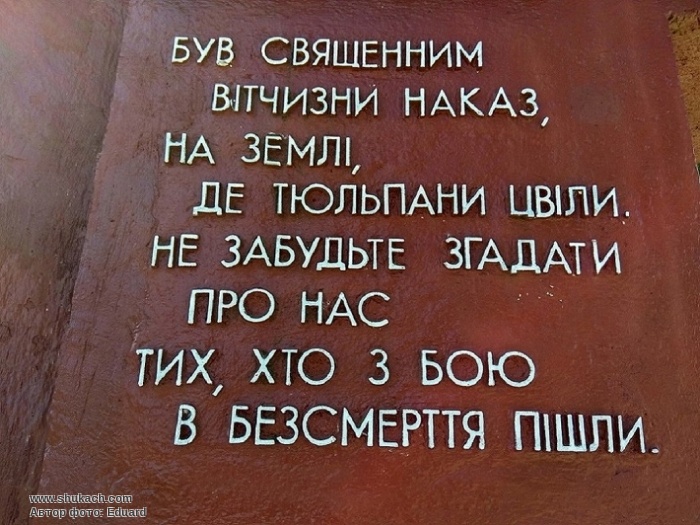 БУВ СВЯЩЕННИМ
ВІТЧИЗНИ НАКАЗ,
НА ЗЕМЛІ,
ДЕ ТЮЛЬПАНИ ЦВІЛИ.
НЕ ЗАБУДЬТЕ ЗГАДАТИ
ПРО НАС
ТИХ, ХТО З БОЮ
В БЕЗСМЕРТТЯ ПІШЛИ.
www.shukach.com
Автор фото: Eduard